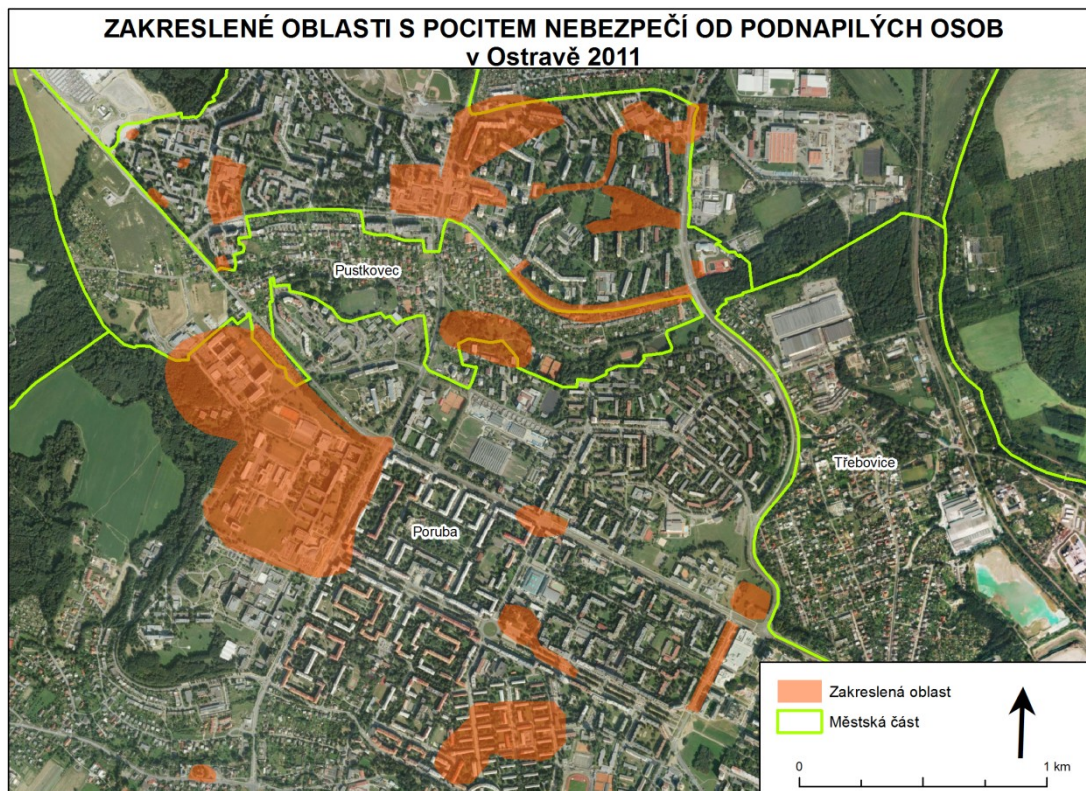 ZAKRESLENÉ OBLASTI S POCITEM NEBEZPEČÍ OD PODNAPILÝCH OSOB
v Ostravě 2011
Pustkovec
Třebovice
Poruba
Zakreslená oblast
Městská část
0 1 km